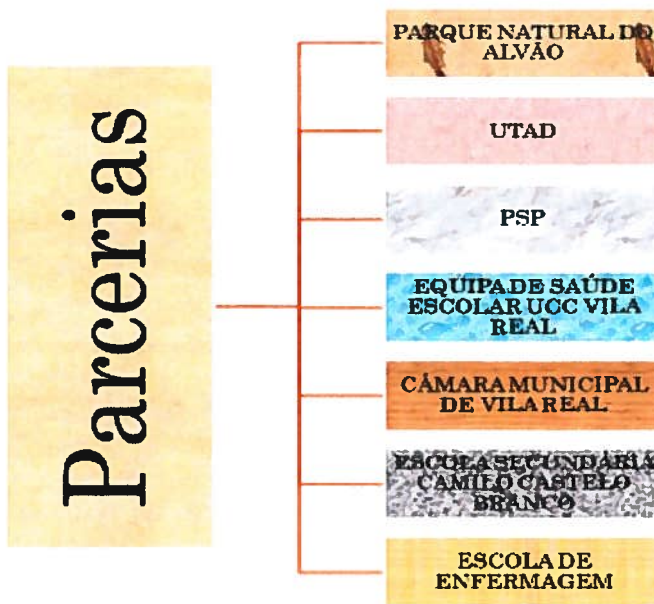 Parcerias
PARQUE NATURAL DO
ALVÃO
UTAD
PSP
EQUIPA DE SAÚDE
ESCOLAR UCC VILA
REAL
CÂMARA MUNICIPAL
DE VILA REAL
ESCOLA SECUNDÁRIA
CAMILO CASTELO
BRANCO
ESCOLA DE
ENFERMAGEM